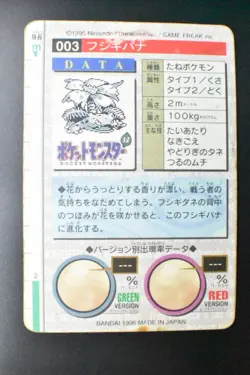 ©1995 Nintendo / GAME FREAK inc.
003 フシギバナ
DATA
種類 たねポケモン
属性 タイプ1／くさ
タイプ2／どく
高さ 2m
重さ 100kg
主な技 たいあたり
なきごえ
やどりぎのタネ
つるのムチ
ポケットモンスター
POCKET MONSTERS
◆花からうっとりする香りが漂い、戦う者の
気持ちをなだめてしまう。フシギダネの背中
のつぼみが花を咲かせると、このフシギバナ
に進化する。
◆バージョン別出現率データ◆
--- %
GREEN VERSION
--- %
RED VERSION
2
BANDAI 1996 MADE IN JAPAN